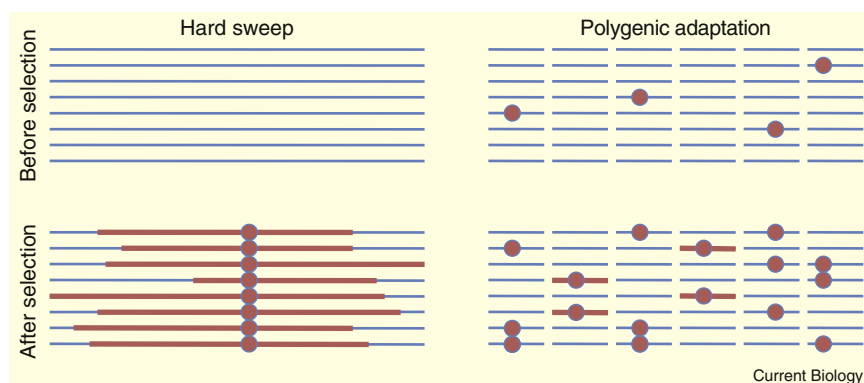 Hard sweep
Polygenic adaptation
Before selection
After selection
Current Biology